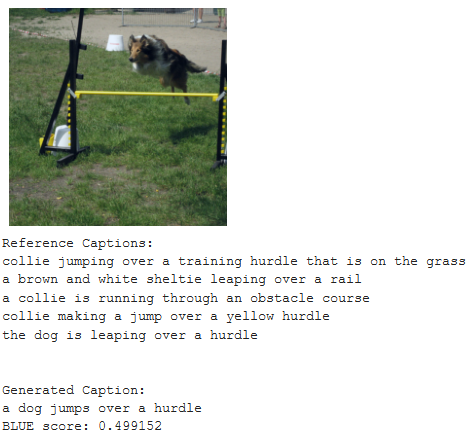 Reference Captions:
collie jumping over a training hurdle that is on the grass
a brown and white sheltie leaping over a rail
a collie is running through an obstacle course
collie making a jump over a yellow hurdle
the dog is leaping over a hurdle
Generated Caption:
a dog jumps over a hurdle
BLUE score: 0.499152